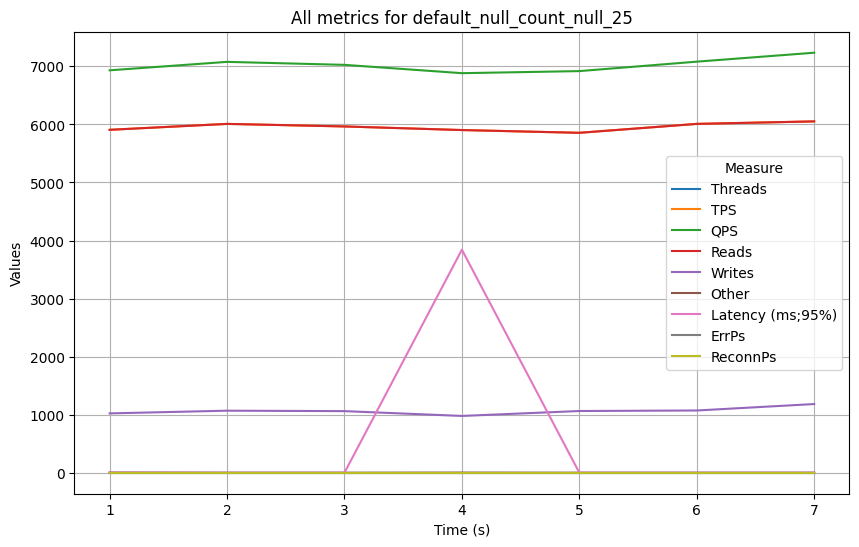 All metrics for default_null_count_null_25
Values
7000
6000
5000
4000
3000
2000
1000
0
Measure
Threads
TPS
QPS
Reads
Writes
Other
Latency (ms;95%)
ErrPs
ReconnPs
1 2 3 4 5 6 7
Time (s)